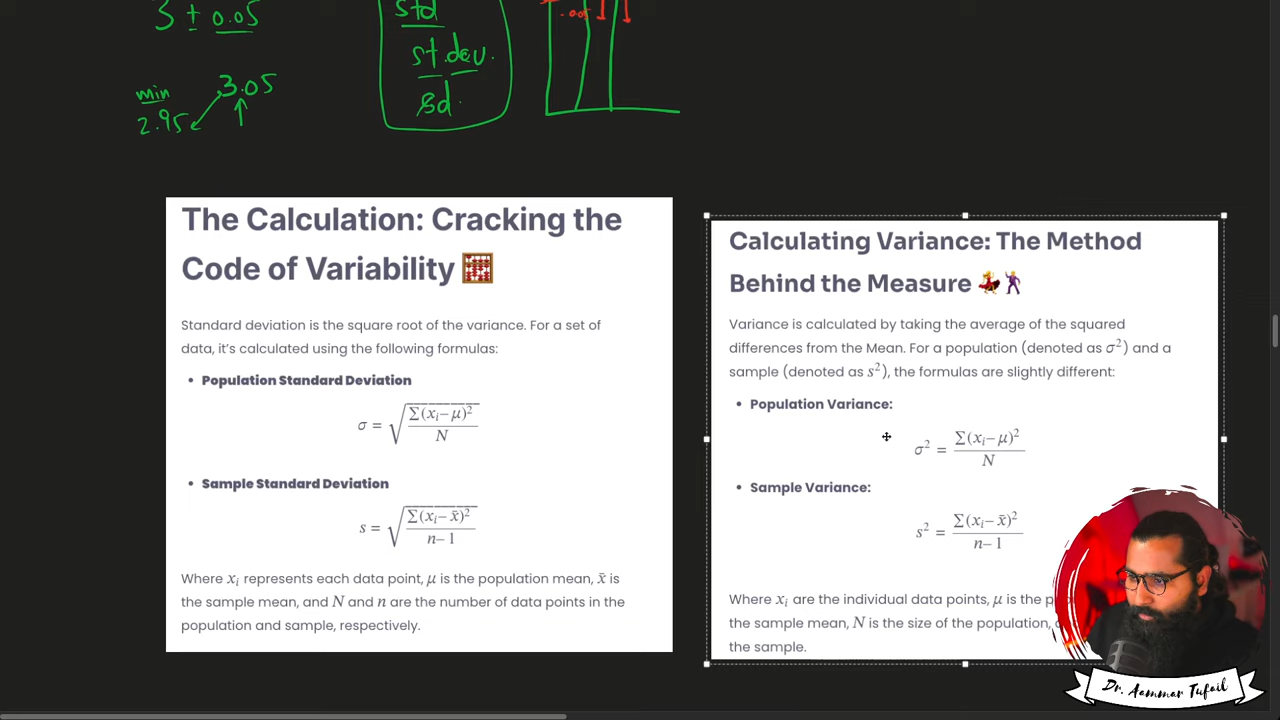 3 ± 0.05
min
3.05
2.95
std
st.dev.
sd.
The Calculation: Cracking the
Code of Variability 🧮
Standard deviation is the square root of the variance. For a set of
data, it's calculated using the following formulas:
• Population Standard Deviation
σ = √(Σ(xᵢ–μ)² / N)
• Sample Standard Deviation
s = √(Σ(xᵢ–x̄)² / n–1)
Where xᵢ represents each data point, μ is the population mean, x̄ is
the sample mean, and N and n are the number of data points in the
population and sample, respectively.
Calculating Variance: The Method
Behind the Measure 💃🕺
Variance is calculated by taking the average of the squared
differences from the Mean. For a population (denoted as σ²) and a
sample (denoted as s²), the formulas are slightly different:
• Population Variance:
σ² = Σ(xᵢ–μ)² / N
• Sample Variance:
s² = Σ(xᵢ–x̄)² / n–1
Where xᵢ are the individual data points, μ is the
the sample mean, N is the size of the population,
the sample.
Dr. Aammar Tufail